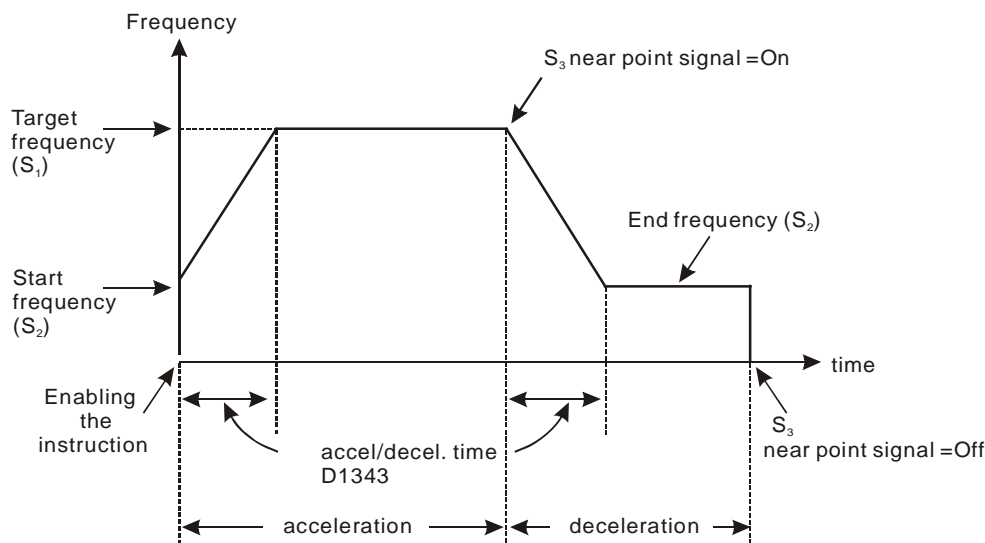 Frequency
S₃ near point signal =On
Target
frequency
(S₁)
End frequency (S₂)
Start
frequency
(S₂)
time
Enabling
the
instruction
accel/decel. time
D1343
S₃
near point signal =Off
acceleration
deceleration